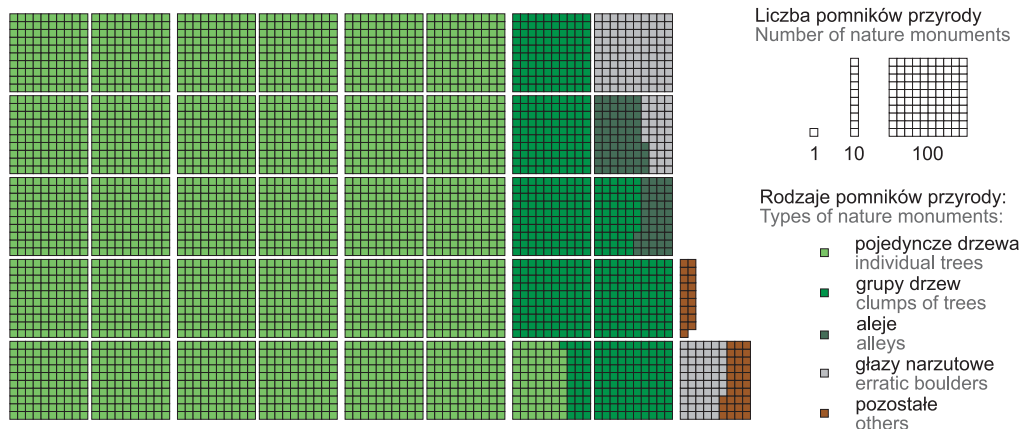 Liczba pomników przyrody
Number of nature monuments
1 10 100
Rodzaje pomników przyrody:
Types of nature monuments:
pojedyncze drzewa
individual trees
grupy drzew
clumps of trees
aleje
alleys
głazy narzutowe
erratic boulders
pozostałe
others